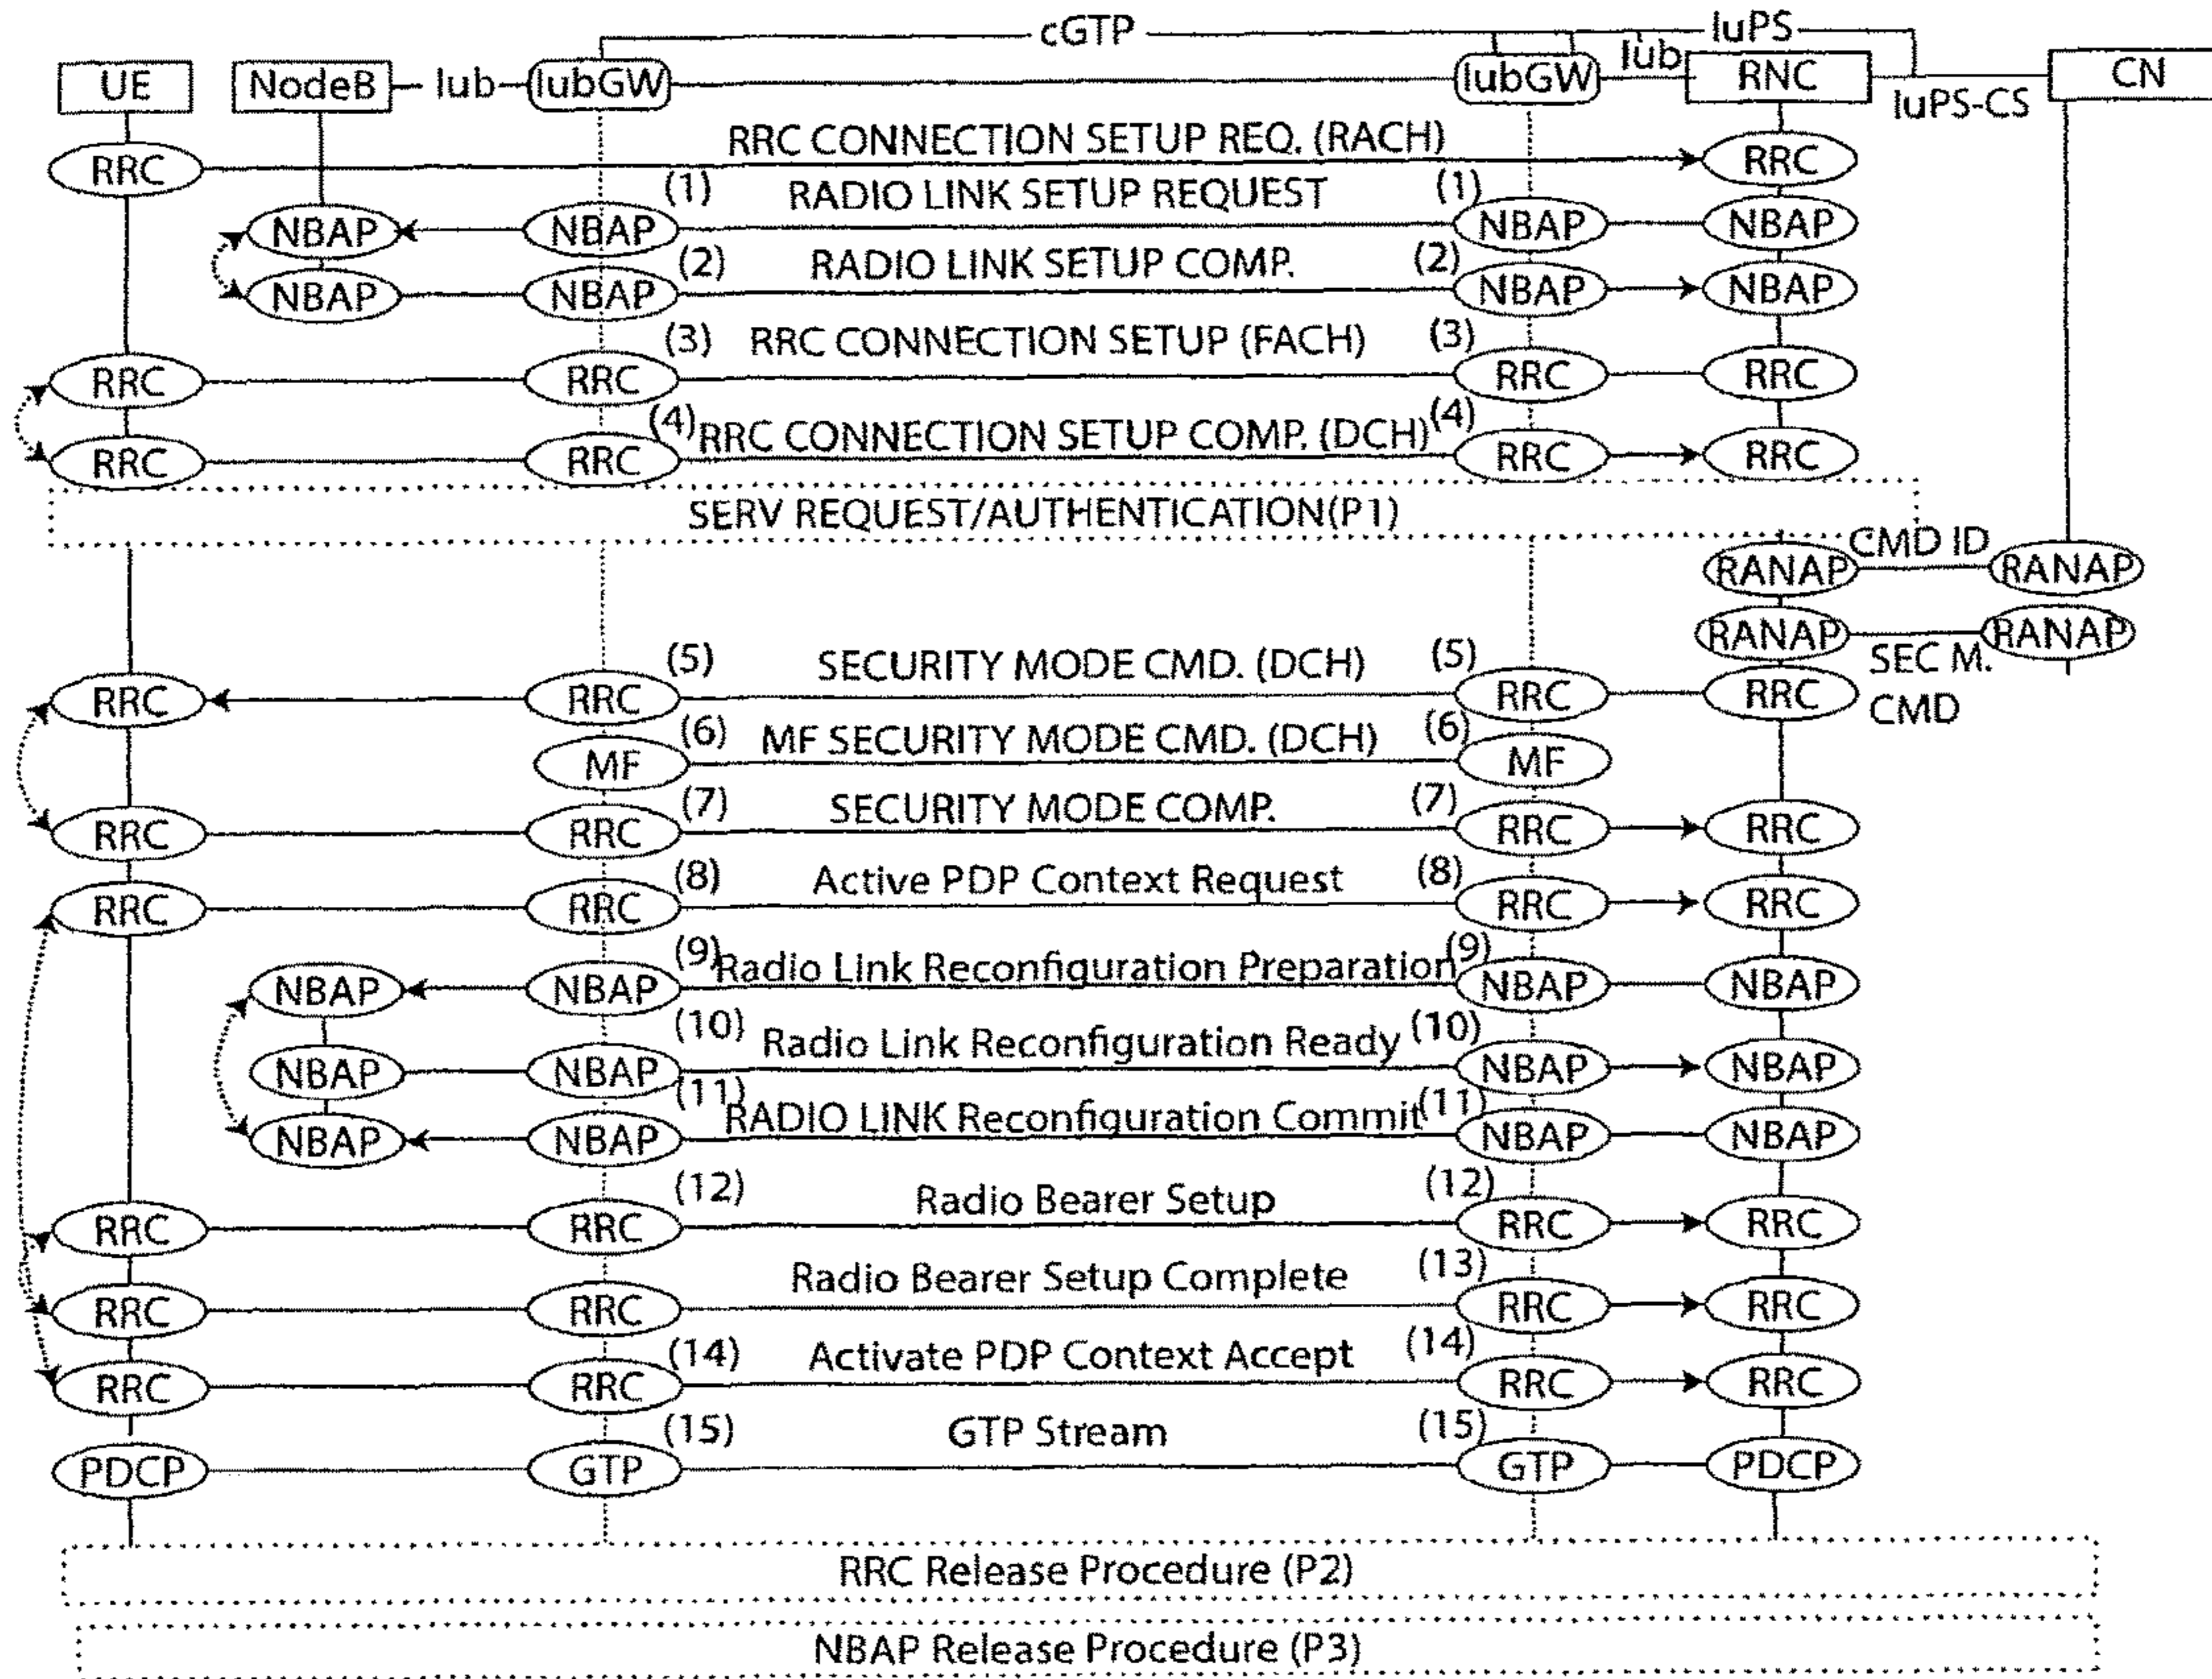 cGTP
IuPS
UE
NodeB
Iub
IubGW
IubGW
Iub
RNC
IuPS-CS
CN
RRC CONNECTION SETUP REQ. (RACH)
RRC
RRC
(1) RADIO LINK SETUP REQUEST (1)
NBAP NBAP NBAP NBAP
(2) RADIO LINK SETUP COMP. (2)
NBAP NBAP NBAP NBAP
(3) RRC CONNECTION SETUP (FACH) (3)
RRC RRC RRC RRC
(4) RRC CONNECTION SETUP COMP. (DCH) (4)
RRC RRC RRC RRC
SERV REQUEST/AUTHENTICATION(P1)
CMD ID
RANAP RANAP
RANAP RANAP
SEC M.
CMD
(5) SECURITY MODE CMD. (DCH) (5)
RRC RRC RRC RRC
(6) MF SECURITY MODE CMD. (DCH) (6)
MF MF
(7) SECURITY MODE COMP. (7)
RRC RRC RRC RRC
(8) Active PDP Context Request (8)
RRC RRC RRC RRC
(9) Radio Link Reconfiguration Preparation (9)
NBAP NBAP NBAP NBAP
(10) Radio Link Reconfiguration Ready (10)
NBAP NBAP NBAP NBAP
(11) RADIO LINK Reconfiguration Commit (11)
NBAP NBAP NBAP NBAP
(12) Radio Bearer Setup (12)
RRC RRC RRC RRC
Radio Bearer Setup Complete (13)
RRC RRC RRC RRC
(14) Activate PDP Context Accept (14)
RRC RRC RRC RRC
(15) GTP Stream (15)
PDCP GTP GTP PDCP
RRC Release Procedure (P2)
NBAP Release Procedure (P3)